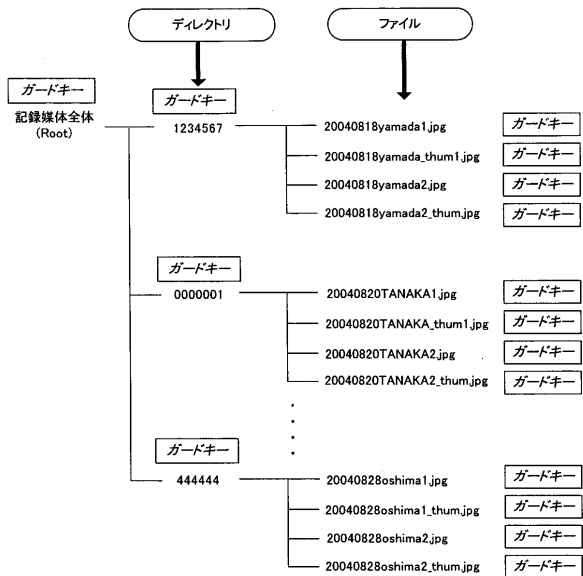 ディレクトリ
ファイル
ガードキー
記録媒体全体
(Root)
ガードキー
1234567
20040818yamada1.jpg
ガードキー
20040818yamada_thum1.jpg
ガードキー
20040818yamada2.jpg
ガードキー
20040818yamada2_thum.jpg
ガードキー
ガードキー
0000001
20040820TANAKA1.jpg
ガードキー
20040820TANAKA_thum1.jpg
ガードキー
20040820TANAKA2.jpg
ガードキー
20040820TANAKA2_thum.jpg
ガードキー
ガードキー
444444
20040828oshima1.jpg
ガードキー
20040828oshima1_thum.jpg
ガードキー
20040828oshima2.jpg
ガードキー
20040828oshima2_thum.jpg
ガードキー